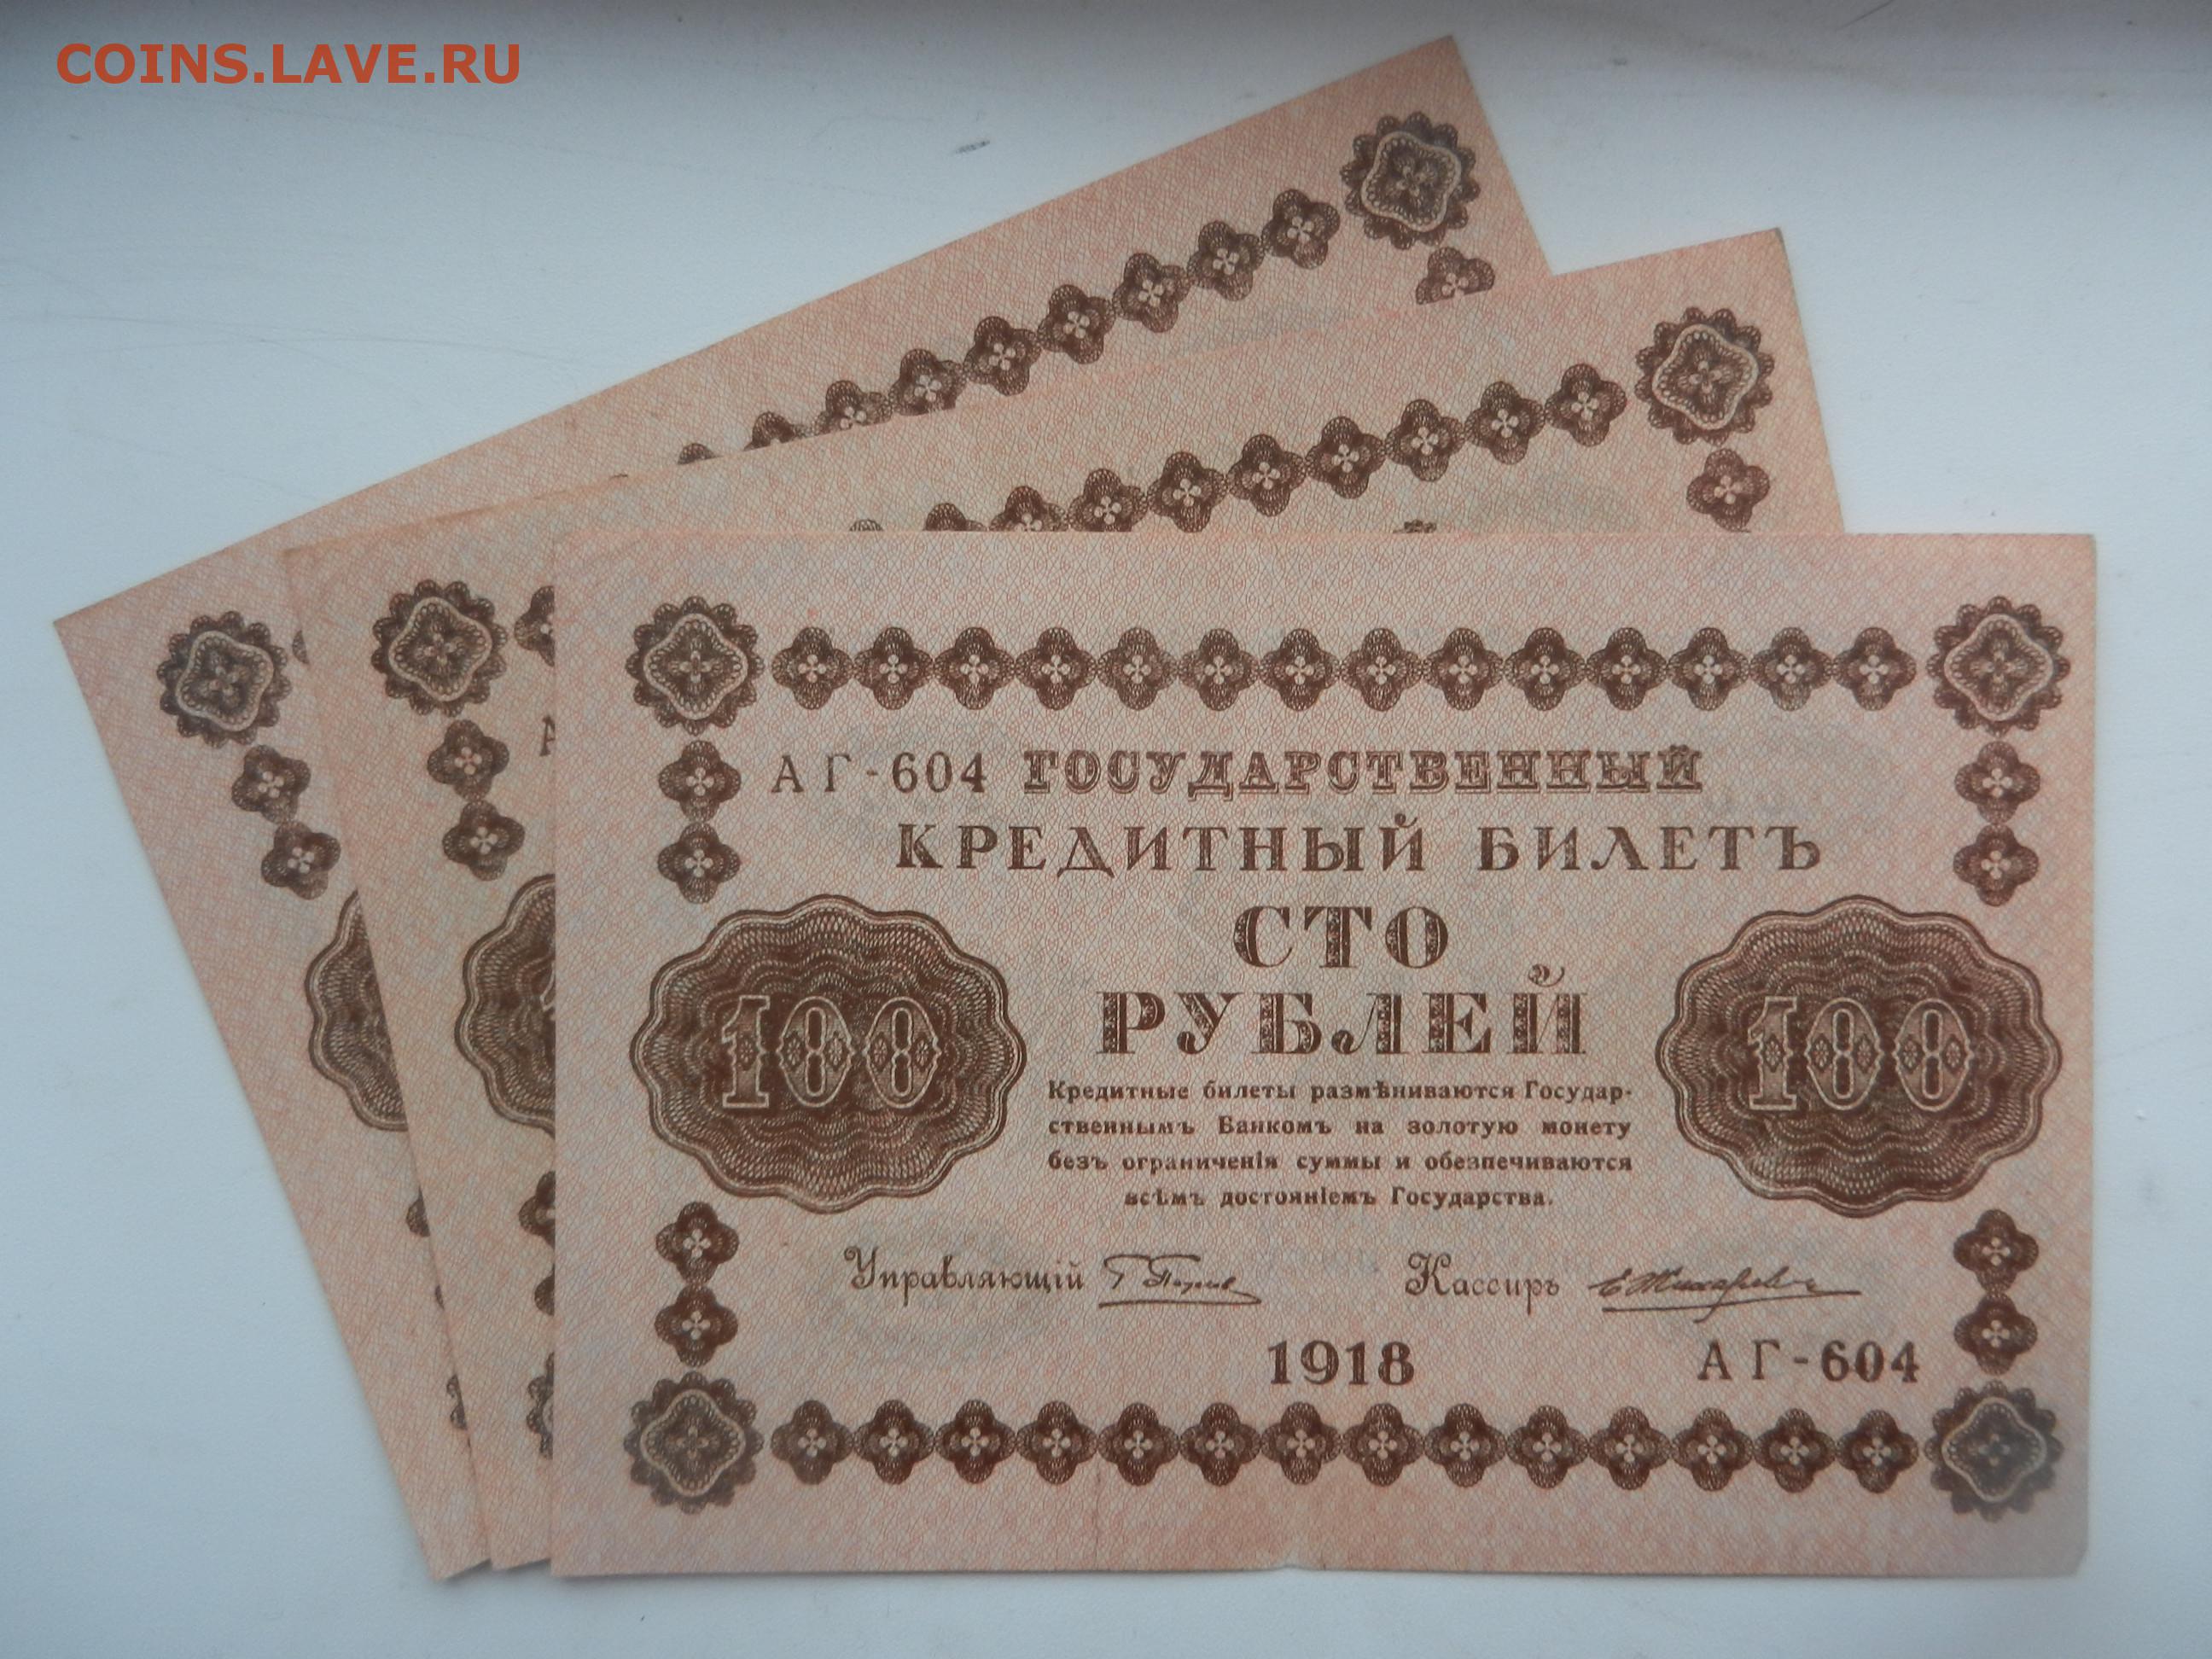 COINS.LAVE.RU
А
АГ-604 ГОСУДАРСТВЕННЫЙ
КРЕДИТНЫЙ БИЛЕТЪ
СТО
РУБЛЕЙ
100
100
Кредитные билеты размѣниваются Государ-
ственнымъ Банкомъ на золотую монету
безъ ограниченія суммы и обезпечиваются
всѣмъ достояніемъ Государства.
Управляющій Кассиръ
1918 АГ-604